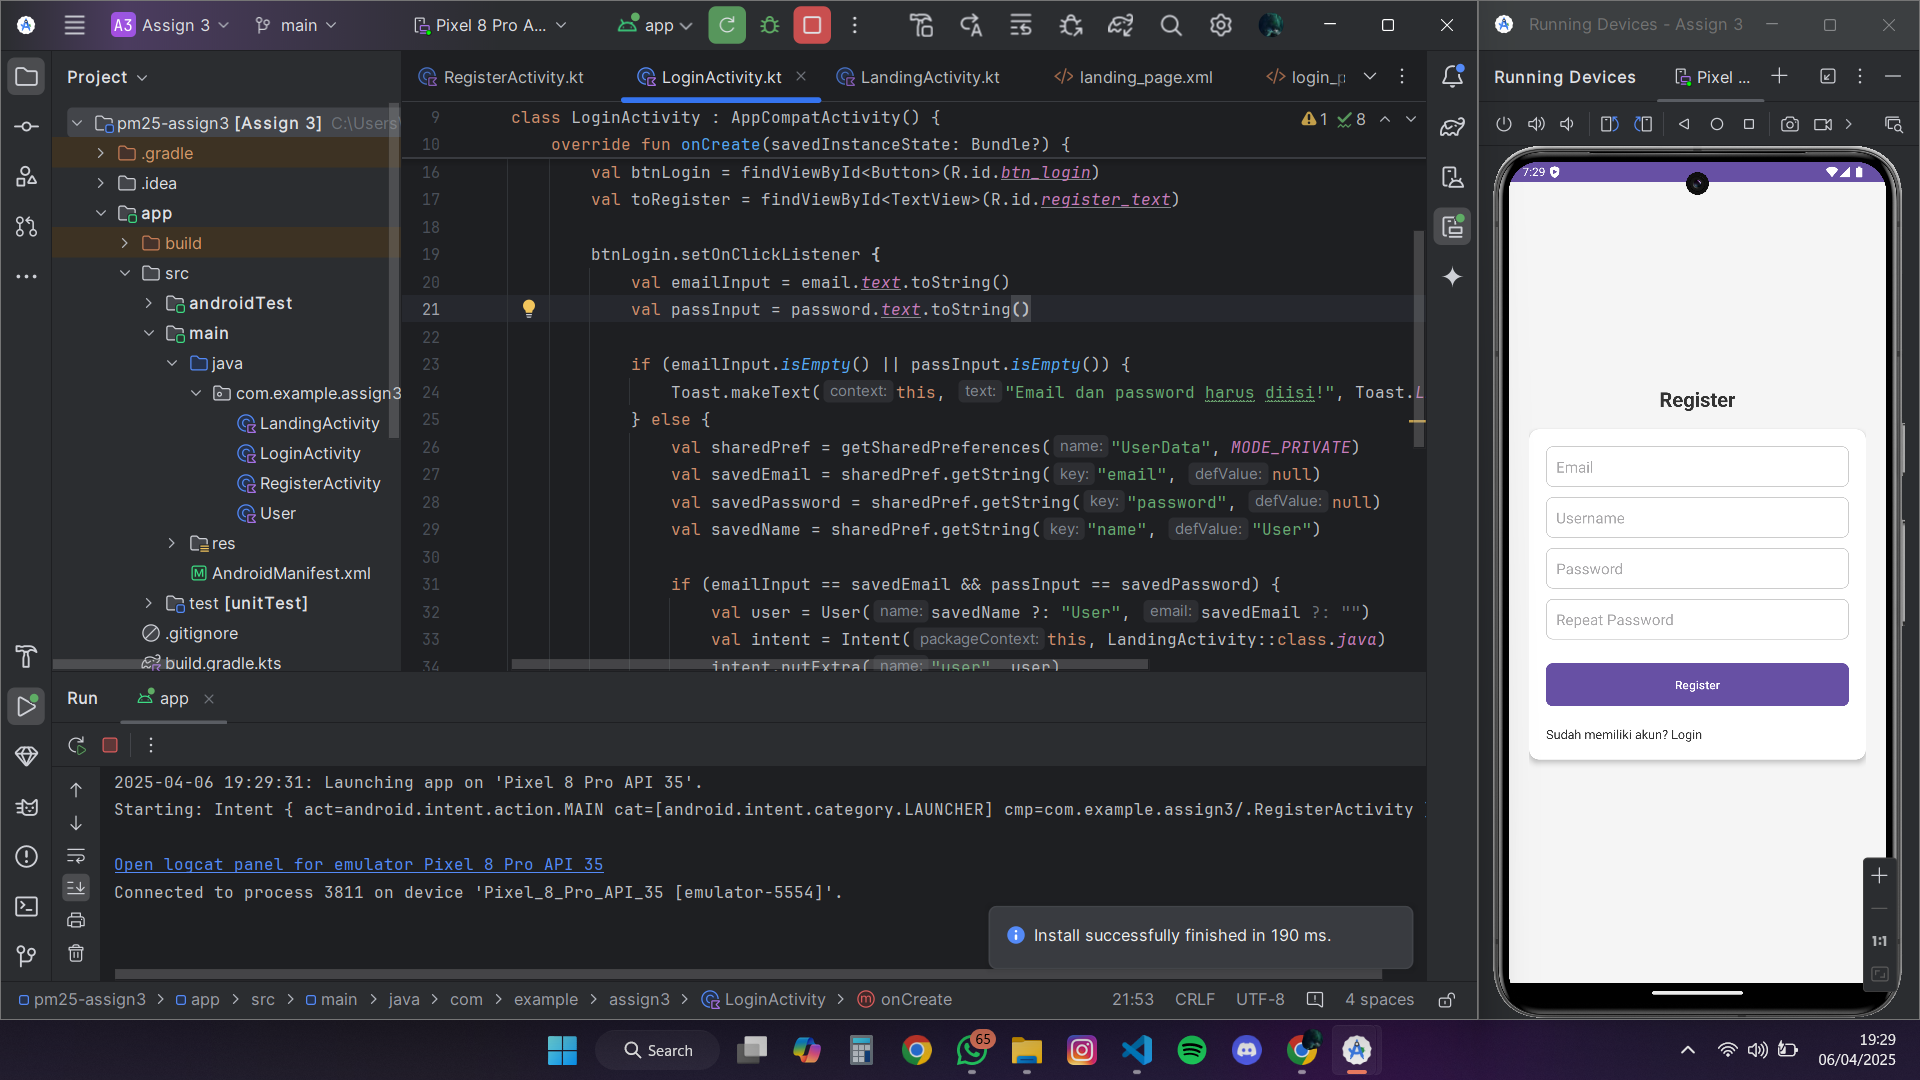 A3 Assign 3
main
Pixel 8 Pro A...
app
Running Devices - Assign 3
Project
RegisterActivity.kt
LoginActivity.kt
LandingActivity.kt
landing_page.xml
login_p
Running Devices
Pixel ...
pm25-assign3 [Assign 3] C:\Users
.gradle
.idea
app
build
src
androidTest
main
java
com.example.assign3
LandingActivity
LoginActivity
RegisterActivity
User
res
AndroidManifest.xml
test [unitTest]
.gitignore
build.gradle.kts
1 8
9 class LoginActivity : AppCompatActivity() {
10 override fun onCreate(savedInstanceState: Bundle?) {
16 val btnLogin = findViewById<Button>(R.id.btn_login)
17 val toRegister = findViewById<TextView>(R.id.register_text)
18
19 btnLogin.setOnClickListener {
20 val emailInput = email.text.toString()
21 val passInput = password.text.toString()
22
23 if (emailInput.isEmpty() || passInput.isEmpty()) {
24 Toast.makeText( context: this, text: "Email dan password harus diisi!", Toast.L
25 } else {
26 val sharedPref = getSharedPreferences( name: "UserData", MODE_PRIVATE)
27 val savedEmail = sharedPref.getString( key: "email", defValue: null)
28 val savedPassword = sharedPref.getString( key: "password", defValue: null)
29 val savedName = sharedPref.getString( key: "name", defValue: "User")
30
31 if (emailInput == savedEmail && passInput == savedPassword) {
32 val user = User( name: savedName ?: "User", email: savedEmail ?: "")
33 val intent = Intent( packageContext: this, LandingActivity::class.java)
34 intent.putExtra( name: "user", user)
7:29
Register
Email
Username
Password
Repeat Password
Register
Sudah memiliki akun? Login
1:1
Run
app
2025-04-06 19:29:31: Launching app on 'Pixel 8 Pro API 35'.
Starting: Intent { act=android.intent.action.MAIN cat=[android.intent.category.LAUNCHER] cmp=com.example.assign3/.RegisterActivity }
Open logcat panel for emulator Pixel 8 Pro API 35
Connected to process 3811 on device 'Pixel_8_Pro_API_35 [emulator-5554]'.
Install successfully finished in 190 ms.
pm25-assign3 > app > src > main > java > com > example > assign3 > LoginActivity > onCreate
21:53 CRLF UTF-8 4 spaces
Search
65
19:29
06/04/2025